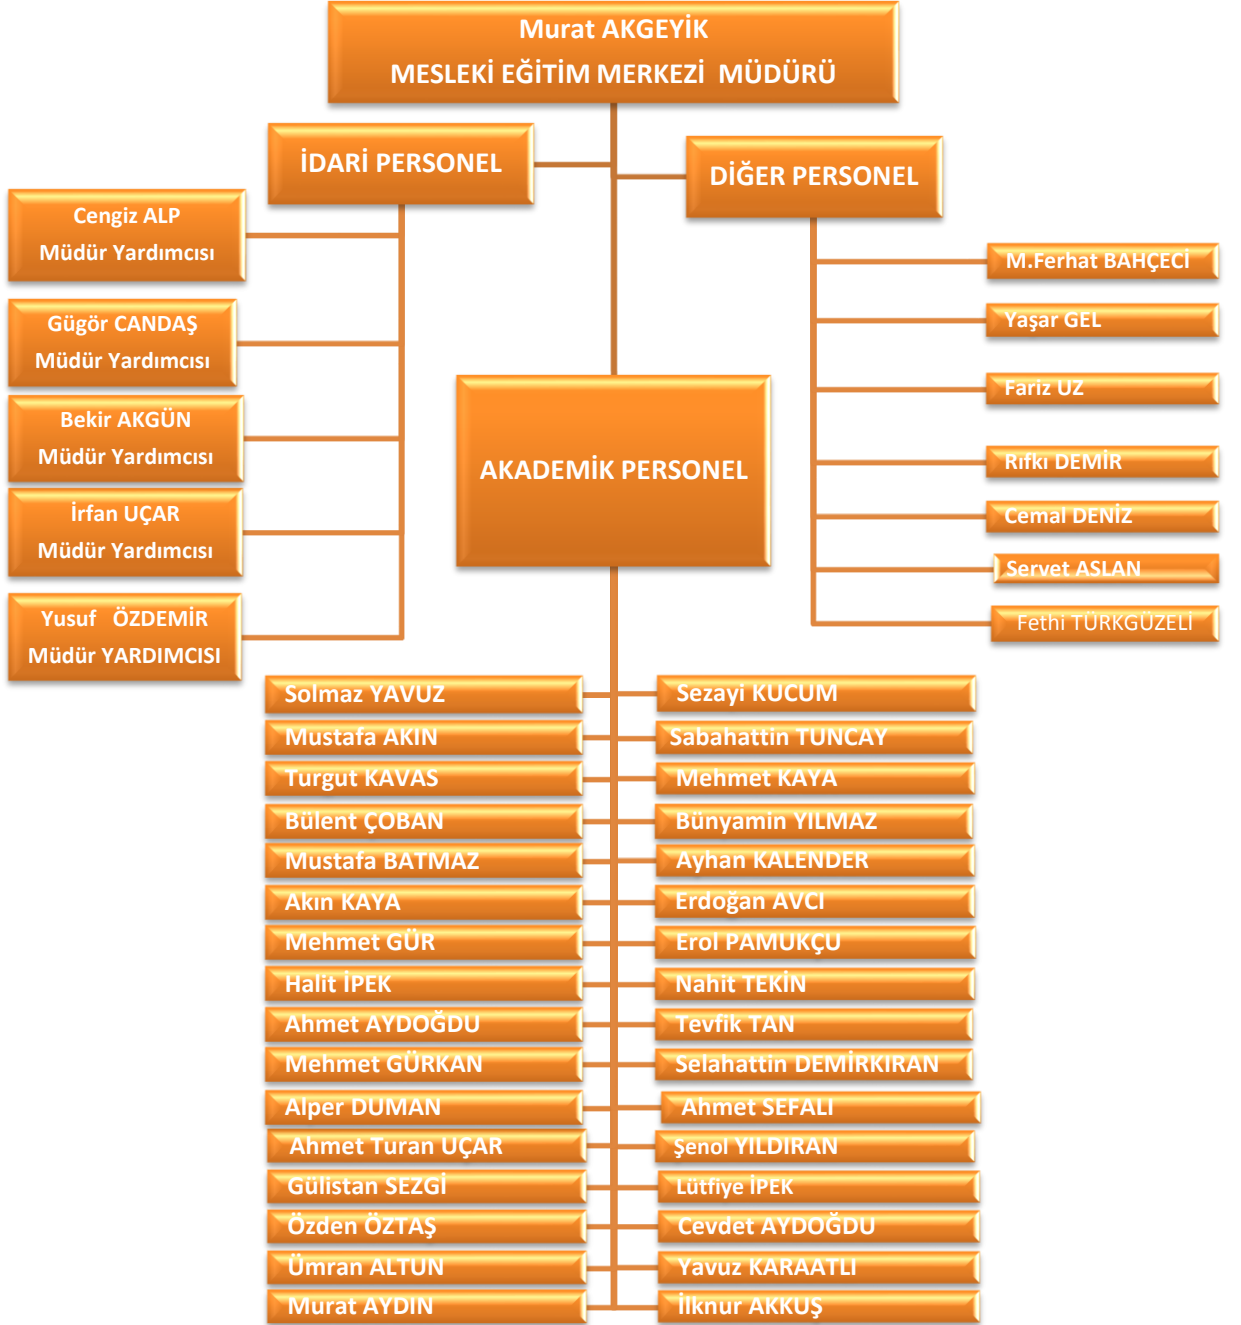 Murat AKGEYİK
MESLEKİ EĞİTİM MERKEZİ  MÜDÜRÜ
İDARİ PERSONEL
DİĞER PERSONEL
Cengiz ALP
Müdür Yardımcısı
Gügör CANDAŞ
Müdür Yardımcısı
Bekir AKGÜN
Müdür Yardımcısı
İrfan UÇAR
Müdür Yardımcısı
Yusuf   ÖZDEMİR
Müdür YARDIMCISI
M.Ferhat BAHÇECİ
Yaşar GEL
Fariz UZ
Rıfkı DEMİR
Cemal DENİZ
Servet ASLAN
Fethi TÜRKGÜZELİ
AKADEMİK PERSONEL
Solmaz YAVUZ
Mustafa AKIN
Turgut KAVAS
Bülent ÇOBAN
Mustafa BATMAZ
Akın KAYA
Mehmet GÜR
Halit İPEK
Ahmet AYDOĞDU
Mehmet GÜRKAN
Alper DUMAN
Ahmet Turan UÇAR
Gülistan SEZGİ
Özden ÖZTAŞ
Ümran ALTUN
Murat AYDIN
Sezayi KUCUM
Sabahattin TUNCAY
Mehmet KAYA
Bünyamin YILMAZ
Ayhan KALENDER
Erdoğan AVCI
Erol PAMUKÇU
Nahit TEKİN
Tevfik TAN
Selahattin DEMİRKIRAN
Ahmet SEFALI
Şenol YILDIRAN
Lütfiye İPEK
Cevdet AYDOĞDU
Yavuz KARAATLI
İlknur AKKUŞ